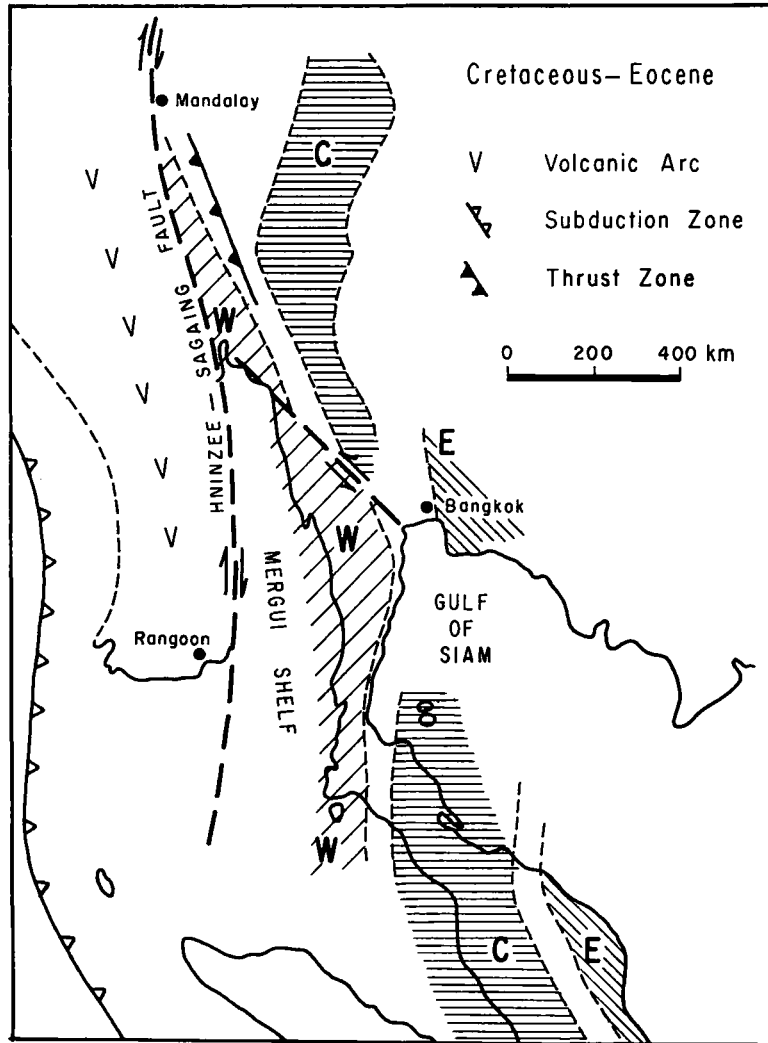 Mandalay
C
Cretaceous–Eocene
V Volcanic Arc
Subduction Zone
Thrust Zone
0 200 400 km
V
V
V
V
V
V
HNINZEE – SAGAING FAULT
W
E
Bangkok
W
MERGUI SHELF
GULF
OF
SIAM
Rangoon
W
C
E